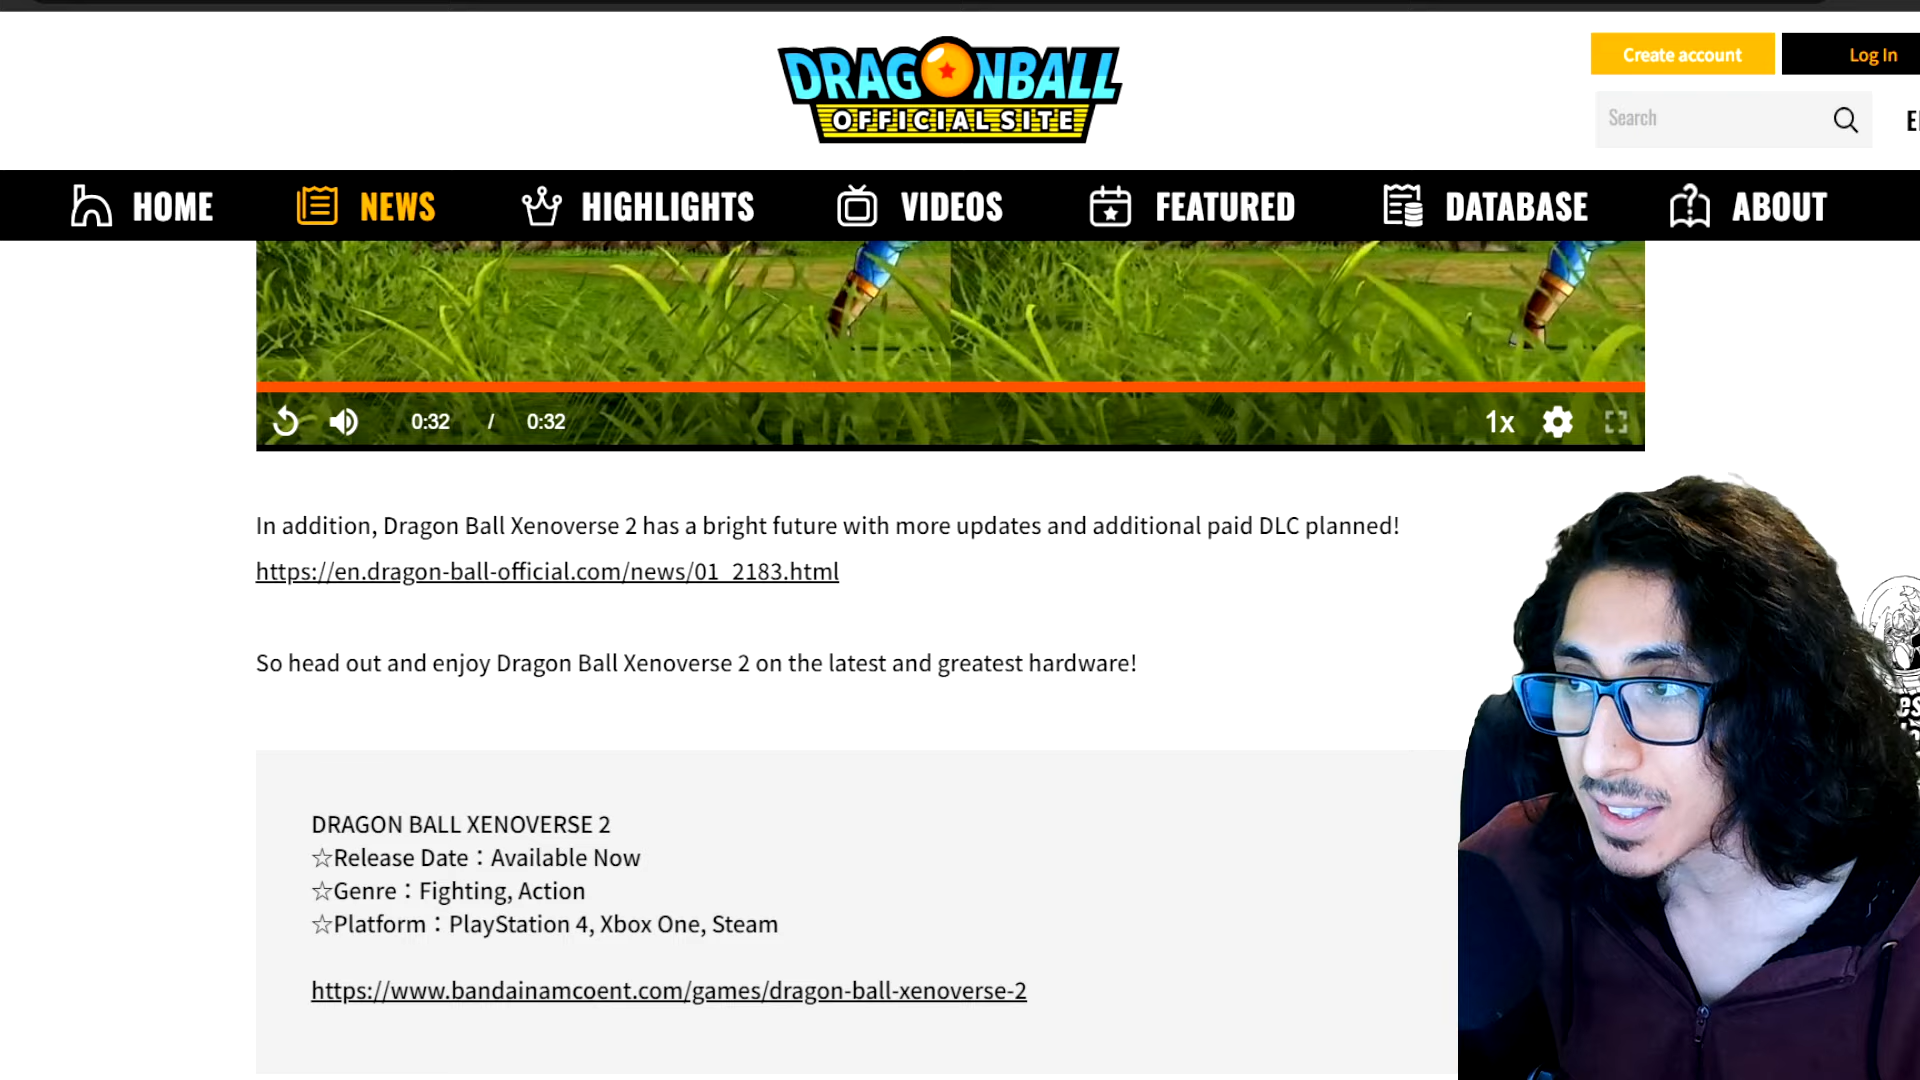 DRAGONBALL
OFFICIAL SITE
Create account
Log In
Search
HOME
NEWS
HIGHLIGHTS
VIDEOS
FEATURED
DATABASE
ABOUT
0:32 / 0:32
1x
In addition, Dragon Ball Xenoverse 2 has a bright future with more updates and additional paid DLC planned!
https://en.dragon-ball-official.com/news/01_2183.html
So head out and enjoy Dragon Ball Xenoverse 2 on the latest and greatest hardware!
DRAGON BALL XENOVERSE 2
☆Release Date：Available Now
☆Genre：Fighting, Action
☆Platform：PlayStation 4, Xbox One, Steam
https://www.bandainamcoent.com/games/dragon-ball-xenoverse-2